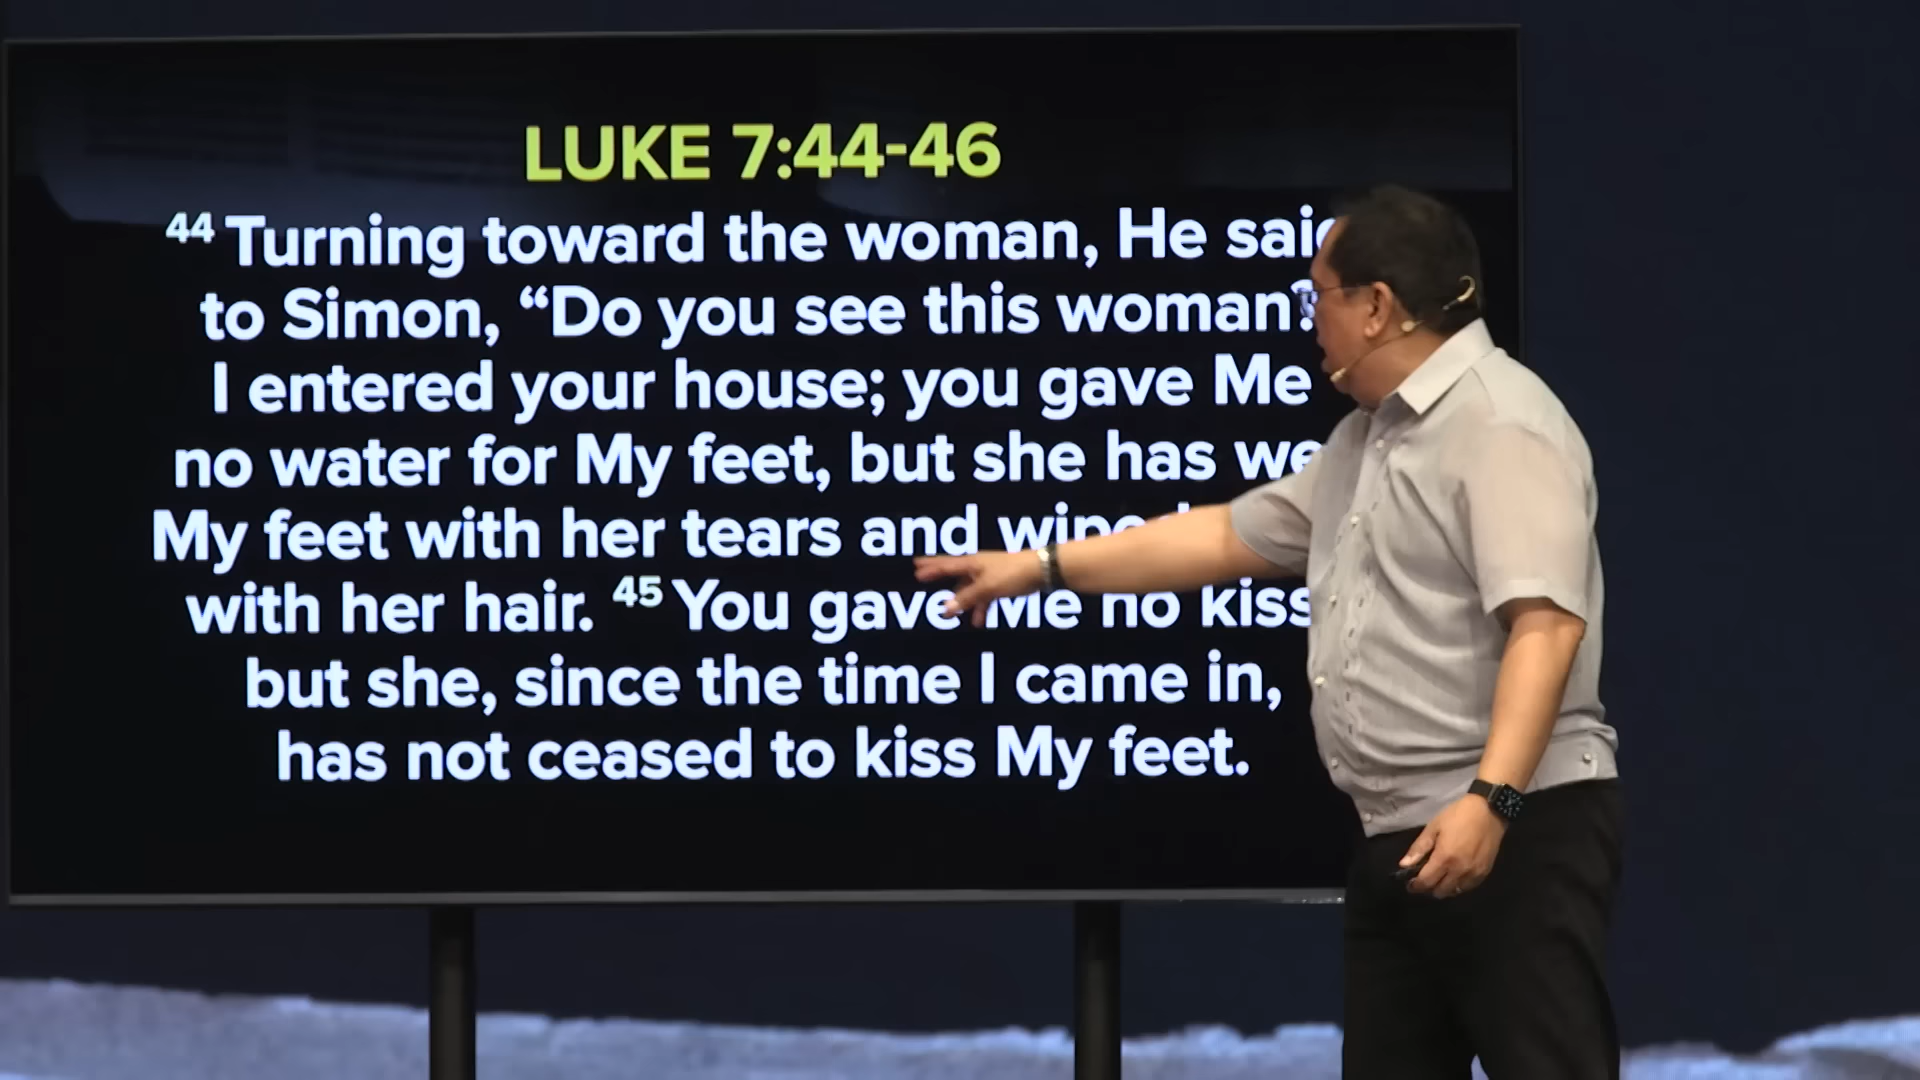 LUKE 7:44-46
44 Turning toward the woman, He said
to Simon, “Do you see this woman?
I entered your house; you gave Me
no water for My feet, but she has
My feet with her tears and wiped
with her hair. 45 You gave Me no kiss
but she, since the time I came in,
has not ceased to kiss My feet.